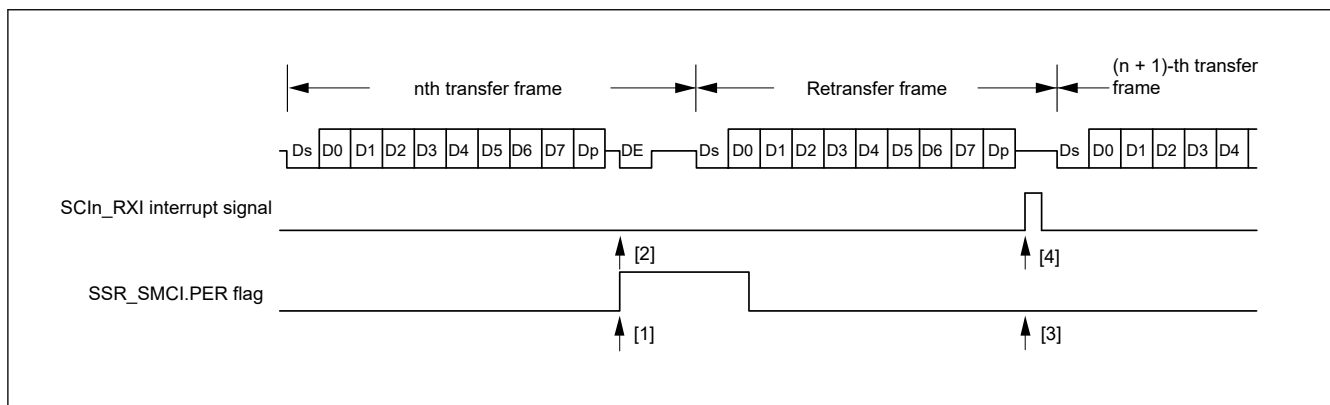 nth transfer frame
Retransfer frame
(n + 1)-th transfer
frame
Ds D0 D1 D2 D3 D4 D5 D6 D7 Dp DE Ds D0 D1 D2 D3 D4 D5 D6 D7 Dp Ds D0 D1 D2 D3 D4
SCIn_RXI interrupt signal
[2] [4]
SSR_SMCI.PER flag
[1] [3]